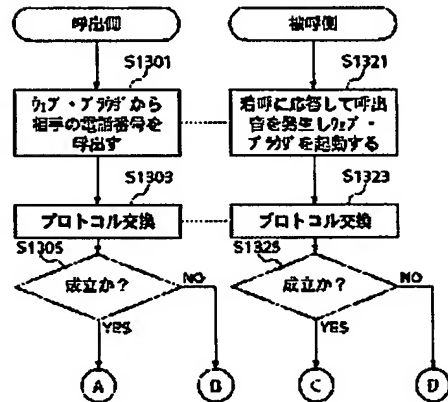 呼出側
被呼側
S1301
S1321
ウェブ・ブラウザから
相手の電話番号を
呼出す
着呼に応答して呼出
音を発生しウェブ・
ブラウザを起動する
S1303
S1323
プロトコル交換
プロトコル交換
S1305
S1325
成立か?
NO
成立か?
NO
YES
YES
A
B
C
D